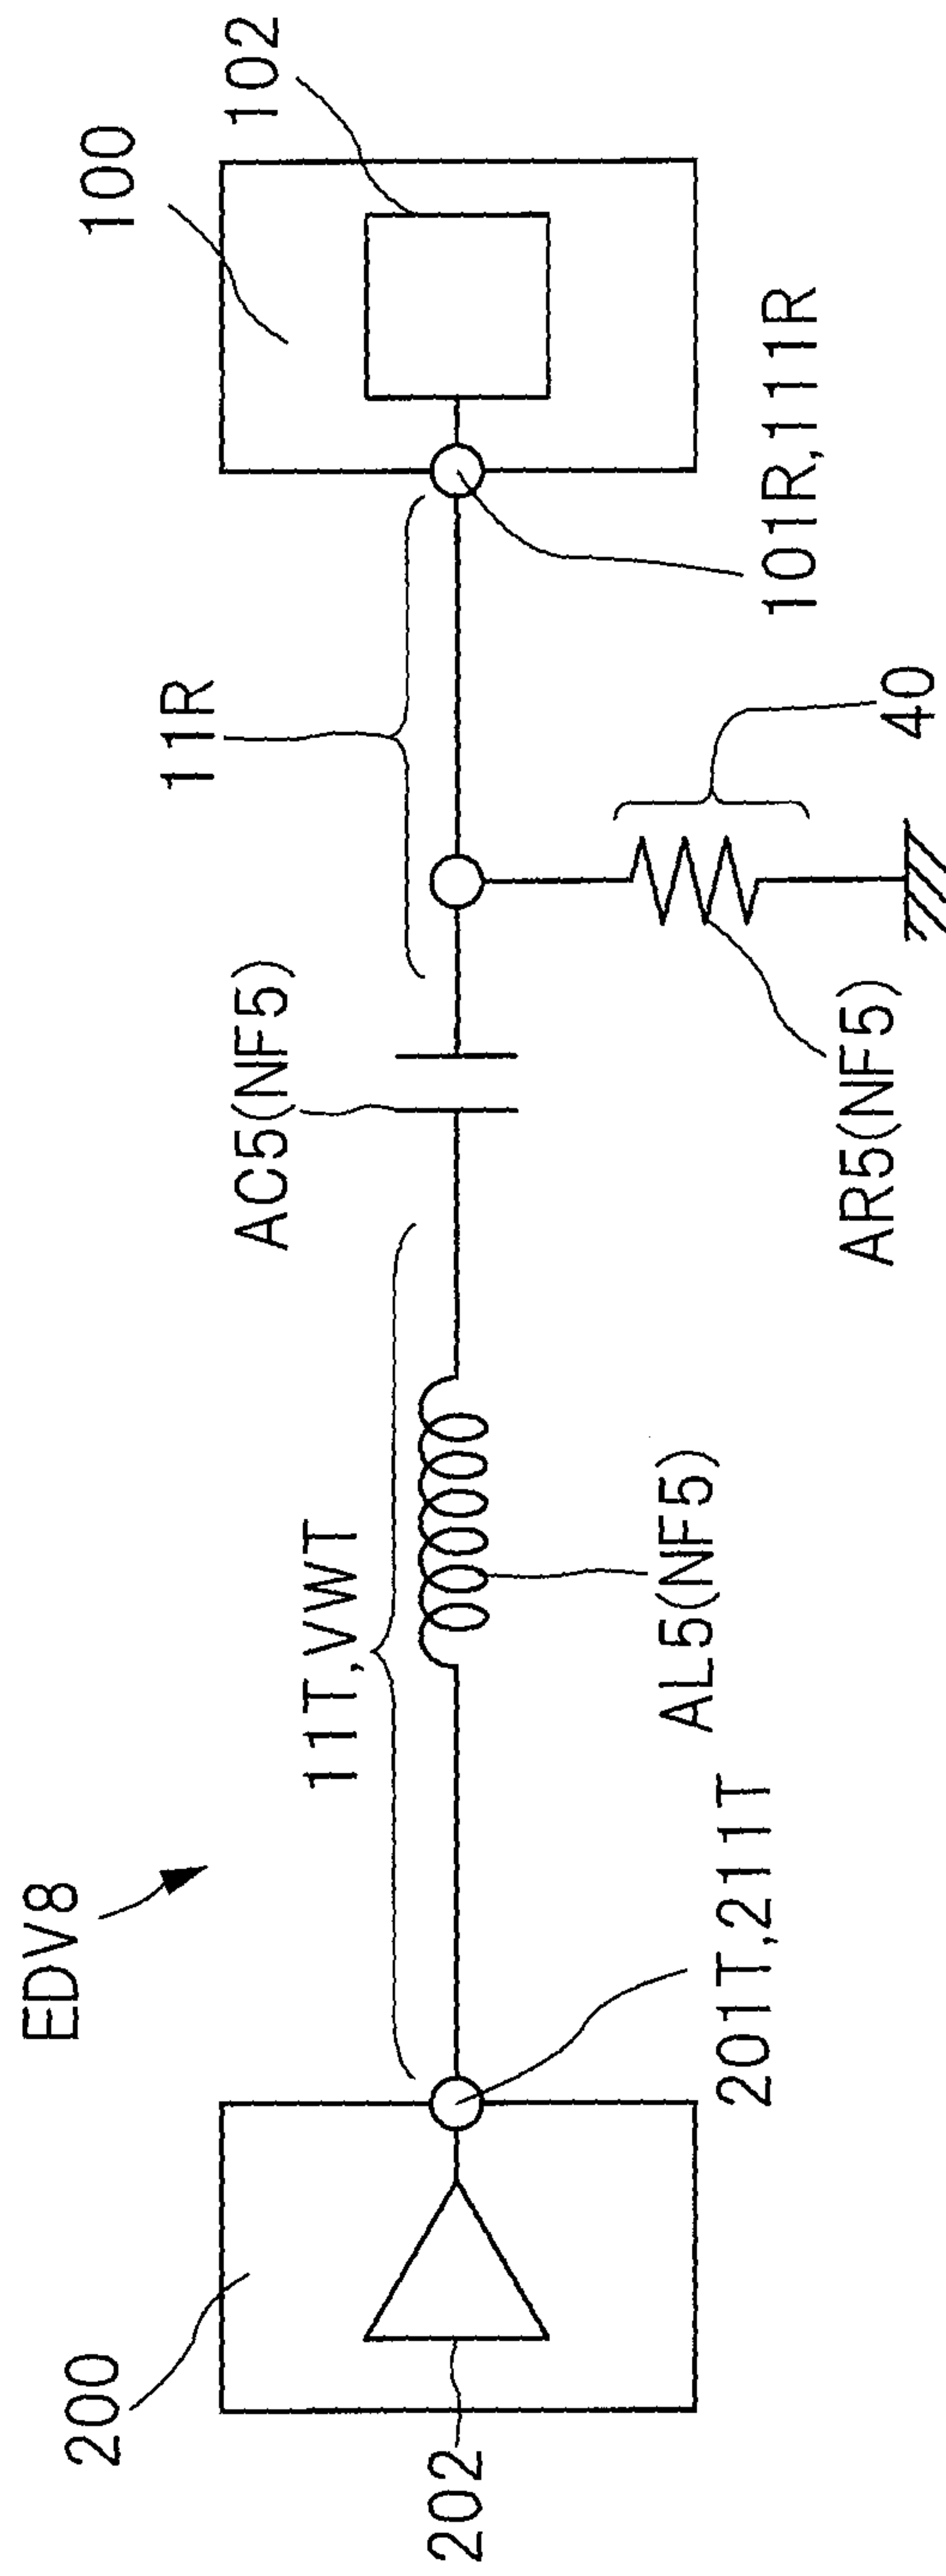 EDV8
200
202
201T,211T
11T,VWT
AL5(NF5)
AC5(NF5)
AR5(NF5)
40
11R
101R,111R
100
102